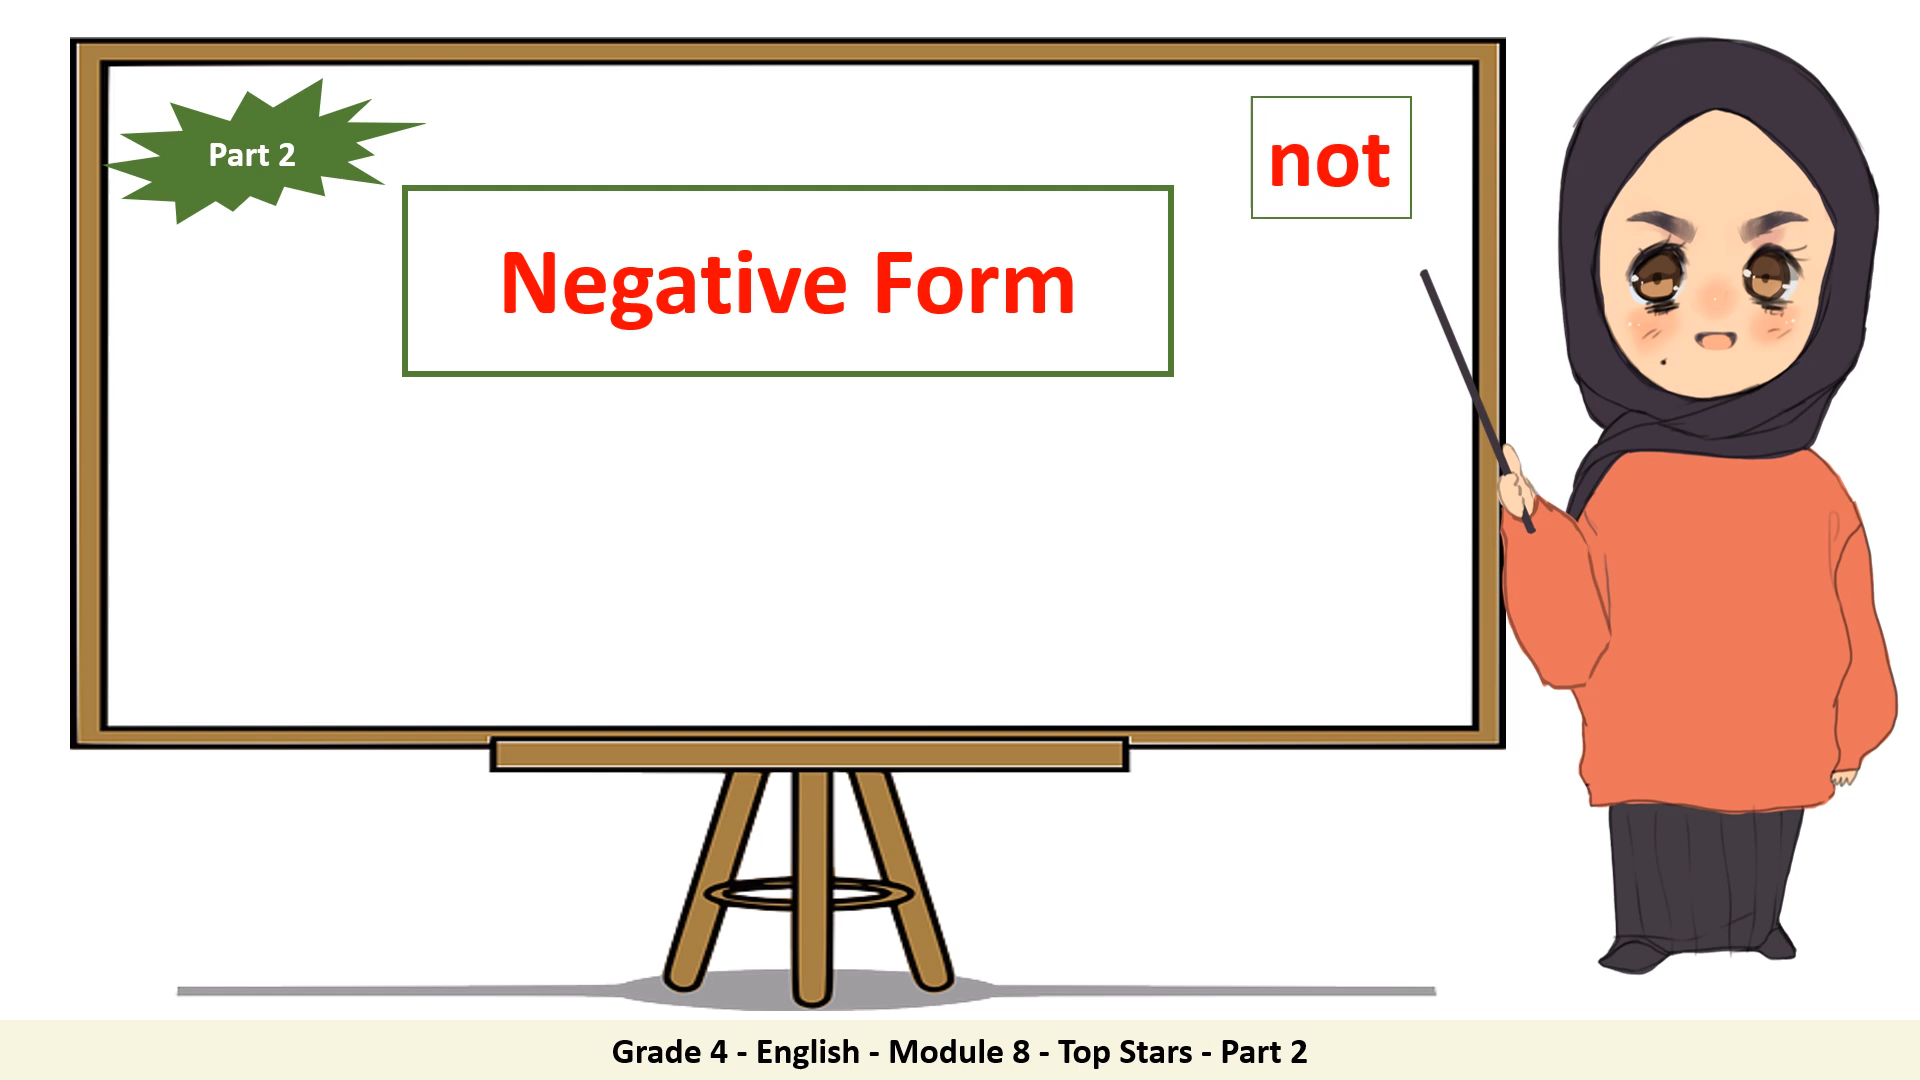 Part 2
not
Negative Form
Grade 4 - English - Module 8 - Top Stars - Part 2